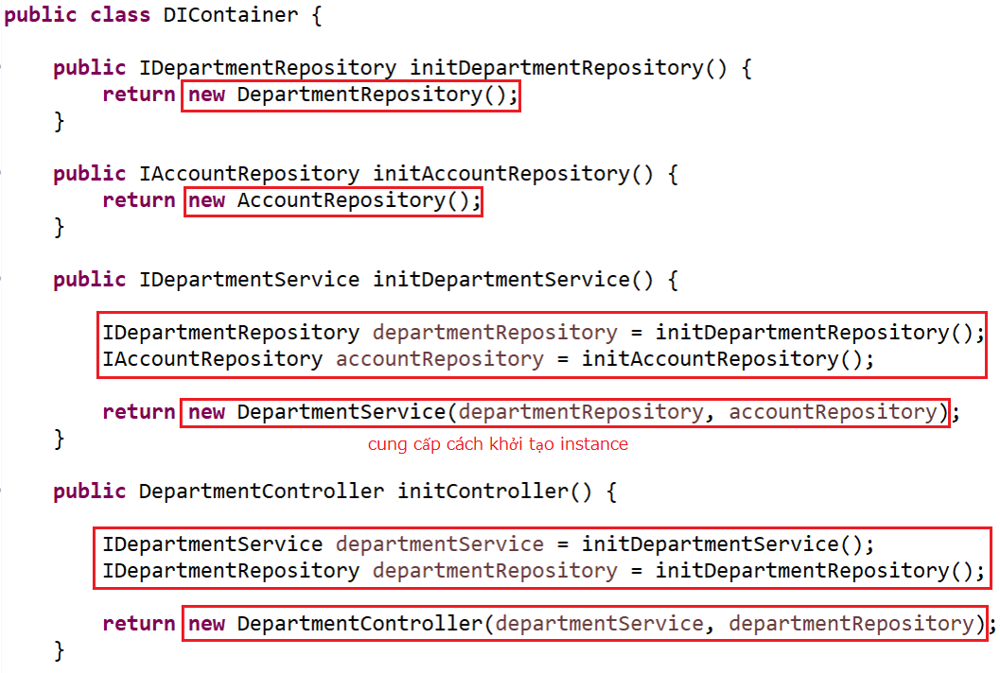 public class DIContainer {
public IDepartmentRepository initDepartmentRepository() {
return new DepartmentRepository();
}
public IAccountRepository initAccountRepository() {
return new AccountRepository();
}
public IDepartmentService initDepartmentService() {
IDepartmentRepository departmentRepository = initDepartmentRepository();
IAccountRepository accountRepository = initAccountRepository();
return new DepartmentService(departmentRepository, accountRepository);
}
cung cấp cách khởi tạo instance
public DepartmentController initController() {
IDepartmentService departmentService = initDepartmentService();
IDepartmentRepository departmentRepository = initDepartmentRepository();
return new DepartmentController(departmentService, departmentRepository);
}